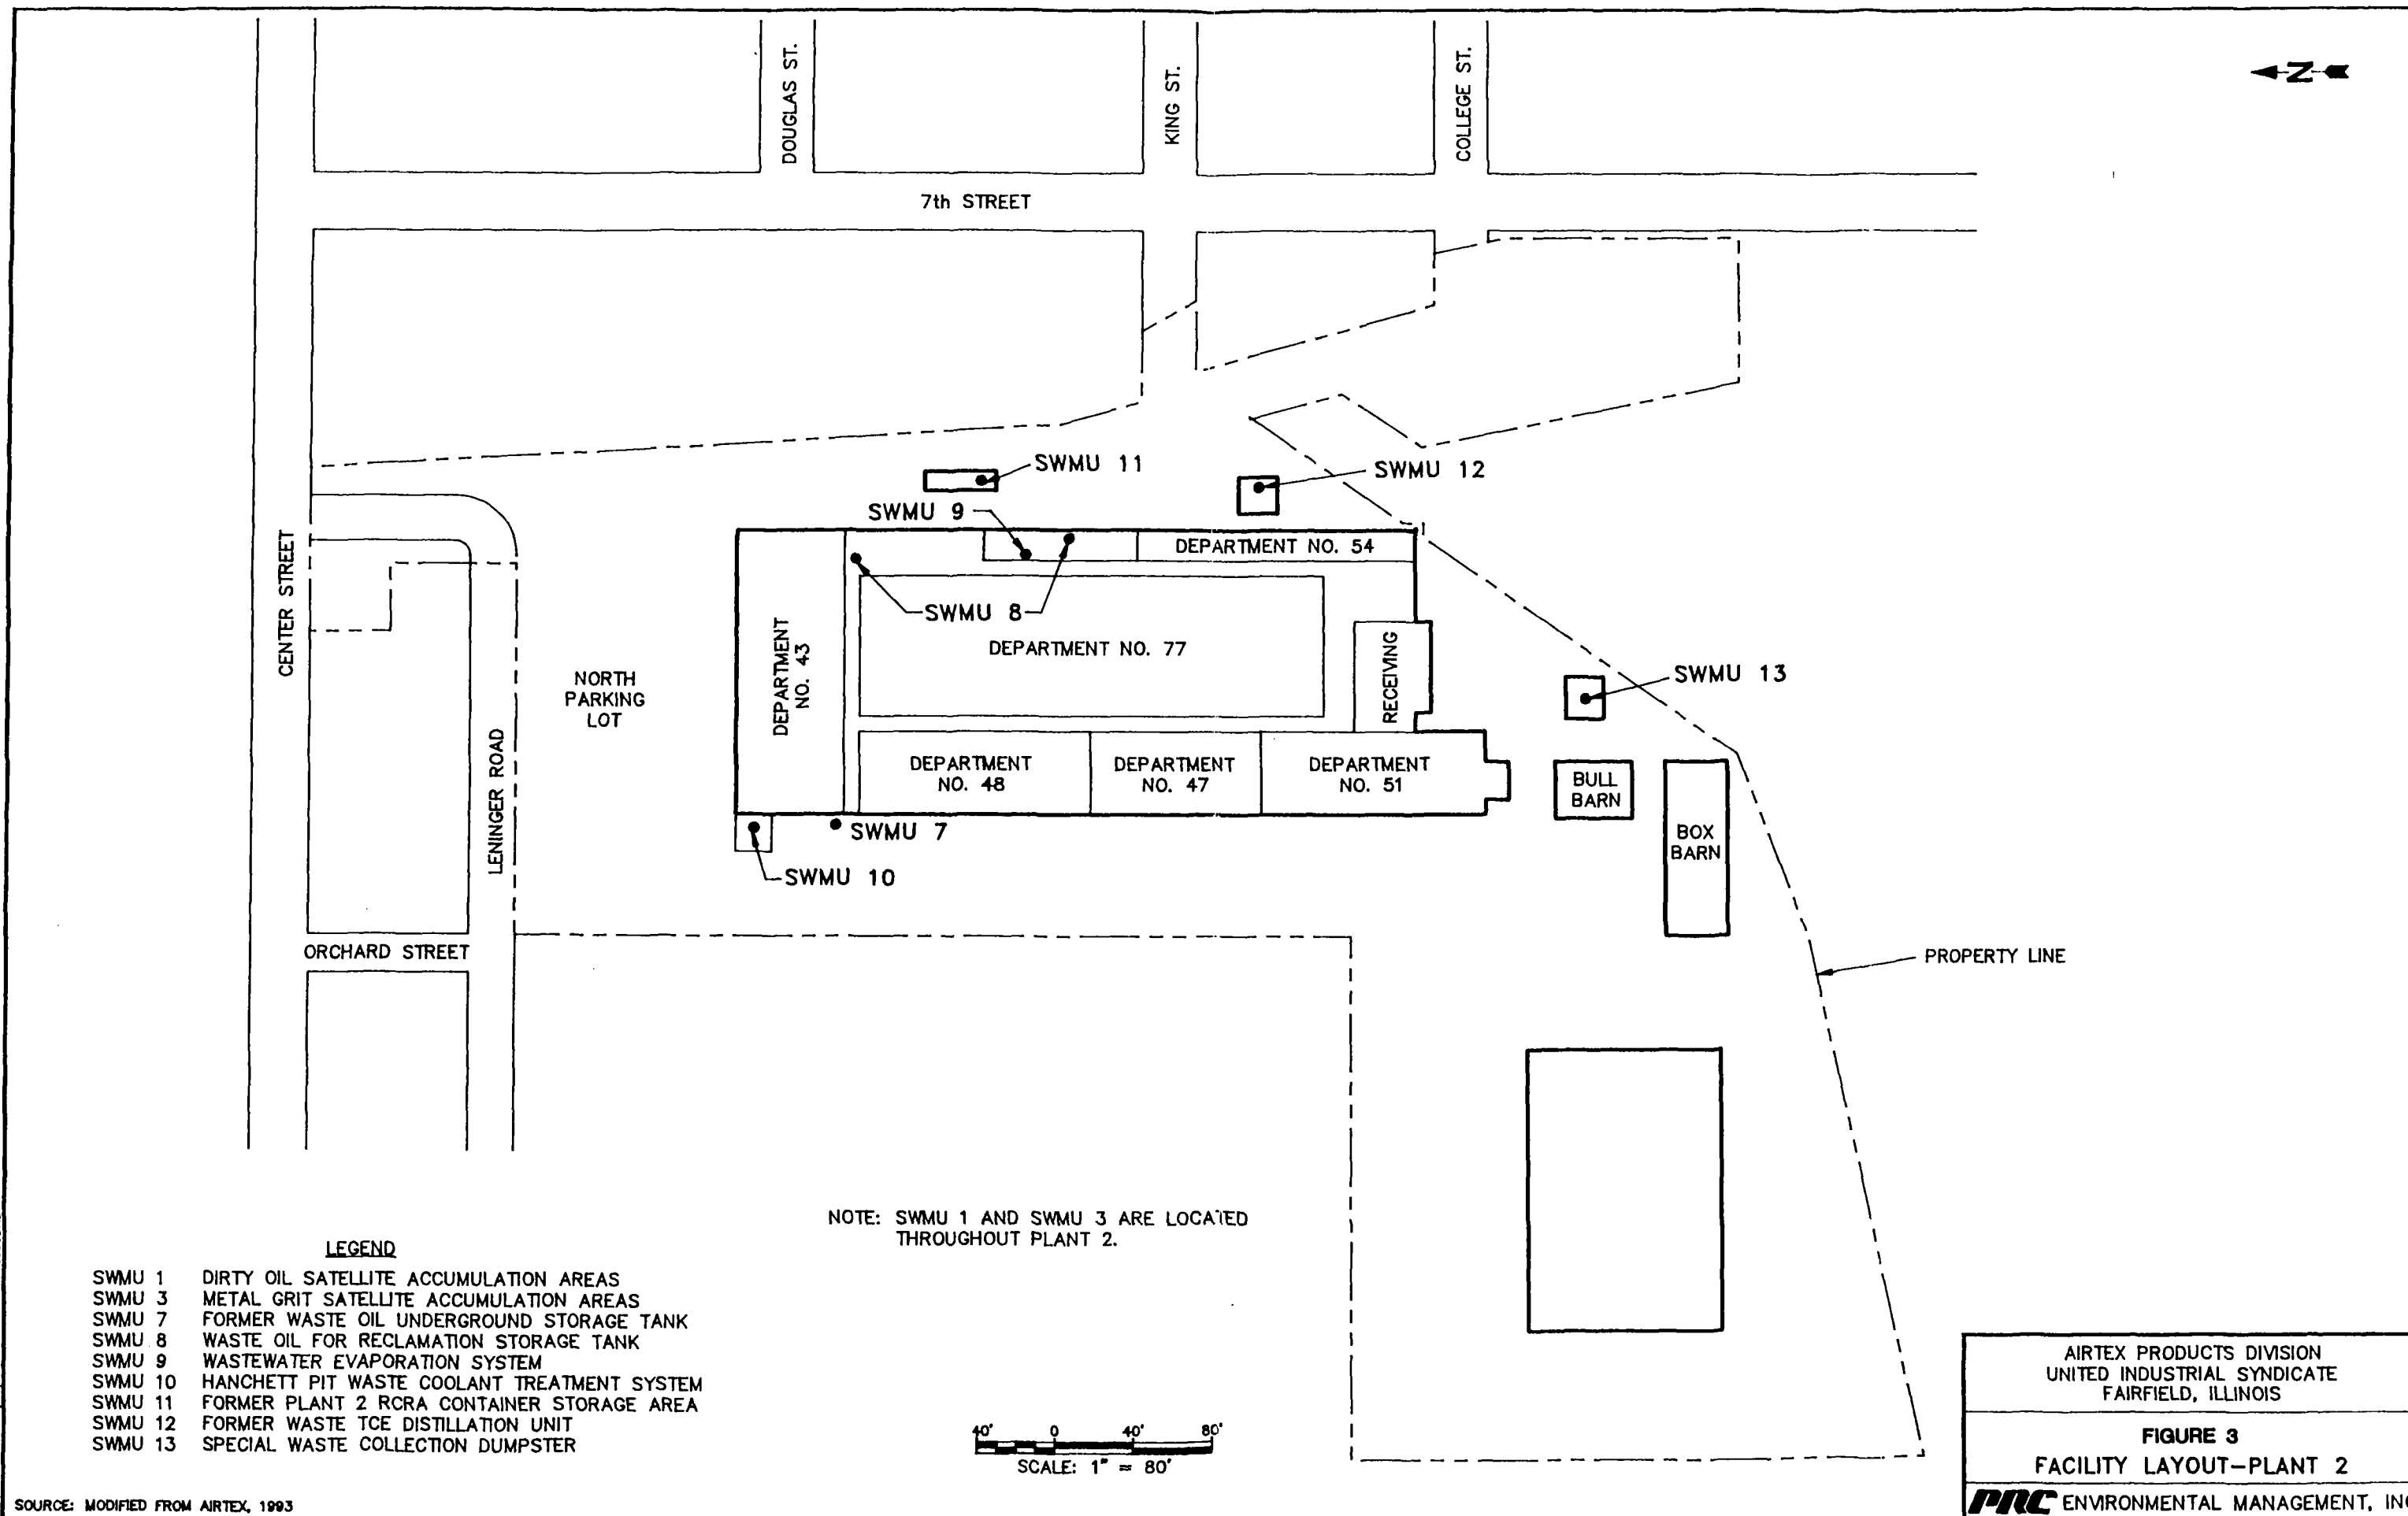 DOUGLAS ST.
KING ST.
COLLEGE ST.
N
7th STREET
SWMU 11
SWMU 12
SWMU 9
DEPARTMENT NO. 54
CENTER STREET
SWMU 8
DEPARTMENT
NO. 43
DEPARTMENT NO. 77
RECEIVING
NORTH
PARKING
LOT
SWMU 13
LENINGER ROAD
DEPARTMENT
NO. 48
DEPARTMENT
NO. 47
DEPARTMENT
NO. 51
BULL
BARN
BOX
BARN
SWMU 7
SWMU 10
ORCHARD STREET
PROPERTY LINE
NOTE: SWMU 1 AND SWMU 3 ARE LOCATED
THROUGHOUT PLANT 2.
LEGEND
SWMU 1 DIRTY OIL SATELLITE ACCUMULATION AREAS
SWMU 3 METAL GRIT SATELLITE ACCUMULATION AREAS
SWMU 7 FORMER WASTE OIL UNDERGROUND STORAGE TANK
SWMU 8 WASTE OIL FOR RECLAMATION STORAGE TANK
SWMU 9 WASTEWATER EVAPORATION SYSTEM
SWMU 10 HANCHETT PIT WASTE COOLANT TREATMENT SYSTEM
SWMU 11 FORMER PLANT 2 RCRA CONTAINER STORAGE AREA
SWMU 12 FORMER WASTE TCE DISTILLATION UNIT
SWMU 13 SPECIAL WASTE COLLECTION DUMPSTER
40' 0 40' 80'
SCALE: 1" = 80'
AIRTEX PRODUCTS DIVISION
UNITED INDUSTRIAL SYNDICATE
FAIRFIELD, ILLINOIS
FIGURE 3
FACILITY LAYOUT-PLANT 2
PRC ENVIRONMENTAL MANAGEMENT, INC
SOURCE: MODIFIED FROM AIRTEX, 1993